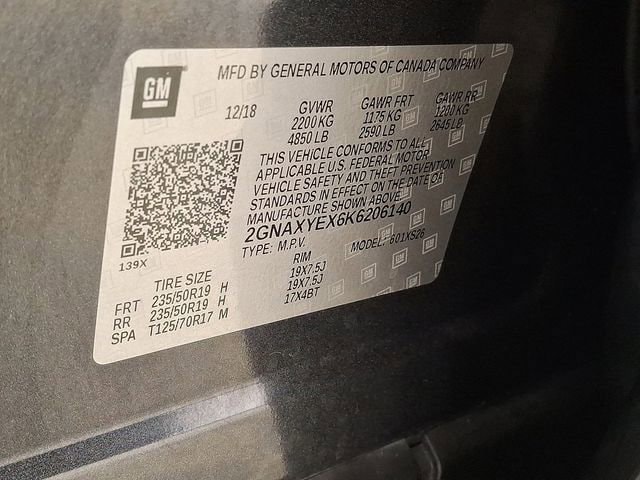 GM
MFD BY GENERAL MOTORS OF CANADA COMPANY
12/18 GVWR GAWR FRT GAWR RR
2200 KG 1175 KG 1200 KG
4850 LB 2590 LB 2645 LB
THIS VEHICLE CONFORMS TO ALL
APPLICABLE U.S. FEDERAL MOTOR
VEHICLE SAFETY AND THEFT PREVENTION
STANDARDS IN EFFECT ON THE DATE OF
MANUFACTURE SHOWN ABOVE.
2GNAXYEX6K6206140
TYPE: M.P.V. MODEL: 601XS26
139X
TIRE SIZE RIM
FRT 235/50R19 H 19X7.5J
RR 235/50R19 H 19X7.5J
SPA T125/70R17 M 17X4BT